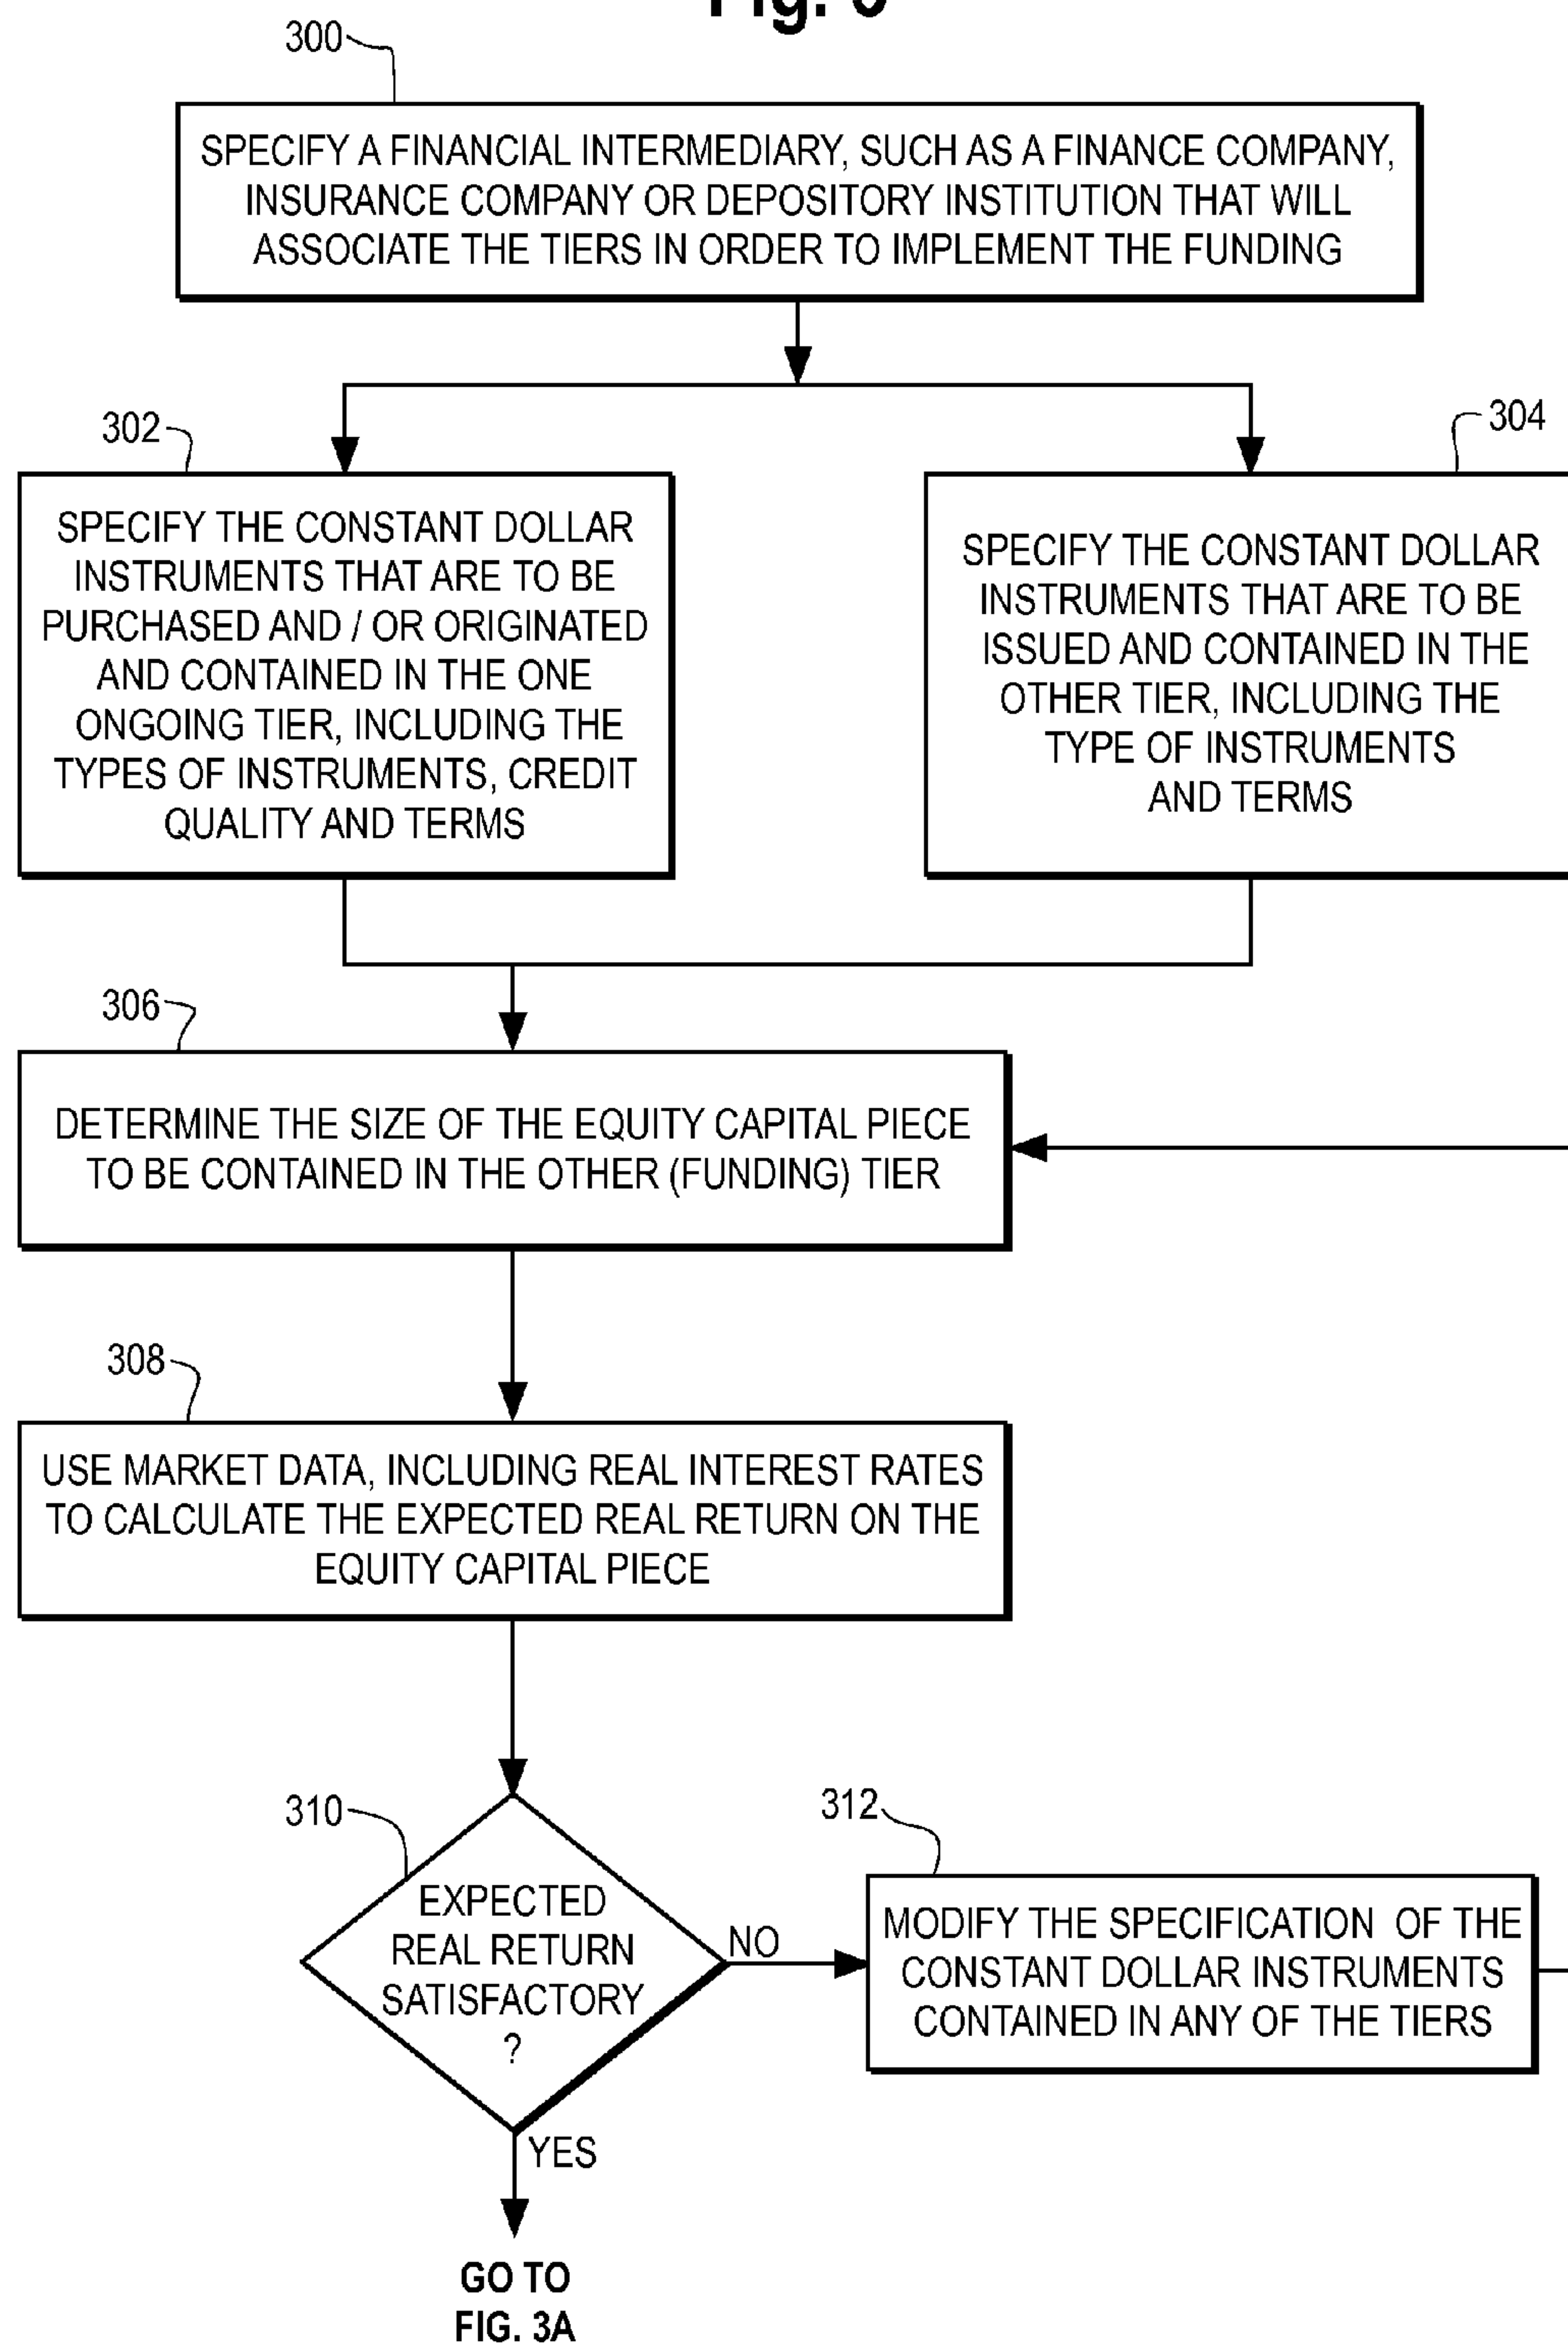 Fig.
300
SPECIFY A FINANCIAL INTERMEDIARY, SUCH AS A FINANCE COMPANY,
INSURANCE COMPANY OR DEPOSITORY INSTITUTION THAT WILL
ASSOCIATE THE TIERS IN ORDER TO IMPLEMENT THE FUNDING
302
SPECIFY THE CONSTANT DOLLAR
INSTRUMENTS THAT ARE TO BE
PURCHASED AND / OR ORIGINATED
AND CONTAINED IN THE ONE
ONGOING TIER, INCLUDING THE
TYPES OF INSTRUMENTS, CREDIT
QUALITY AND TERMS
304
SPECIFY THE CONSTANT DOLLAR
INSTRUMENTS THAT ARE TO BE
ISSUED AND CONTAINED IN THE
OTHER TIER, INCLUDING THE
TYPE OF INSTRUMENTS
AND TERMS
306
DETERMINE THE SIZE OF THE EQUITY CAPITAL PIECE
TO BE CONTAINED IN THE OTHER (FUNDING) TIER
308
USE MARKET DATA, INCLUDING REAL INTEREST RATES
TO CALCULATE THE EXPECTED REAL RETURN ON THE
EQUITY CAPITAL PIECE
310
EXPECTED
REAL RETURN
SATISFACTORY
?
NO
312
MODIFY THE SPECIFICATION OF THE
CONSTANT DOLLAR INSTRUMENTS
CONTAINED IN ANY OF THE TIERS
YES
GO TO
FIG. 3A